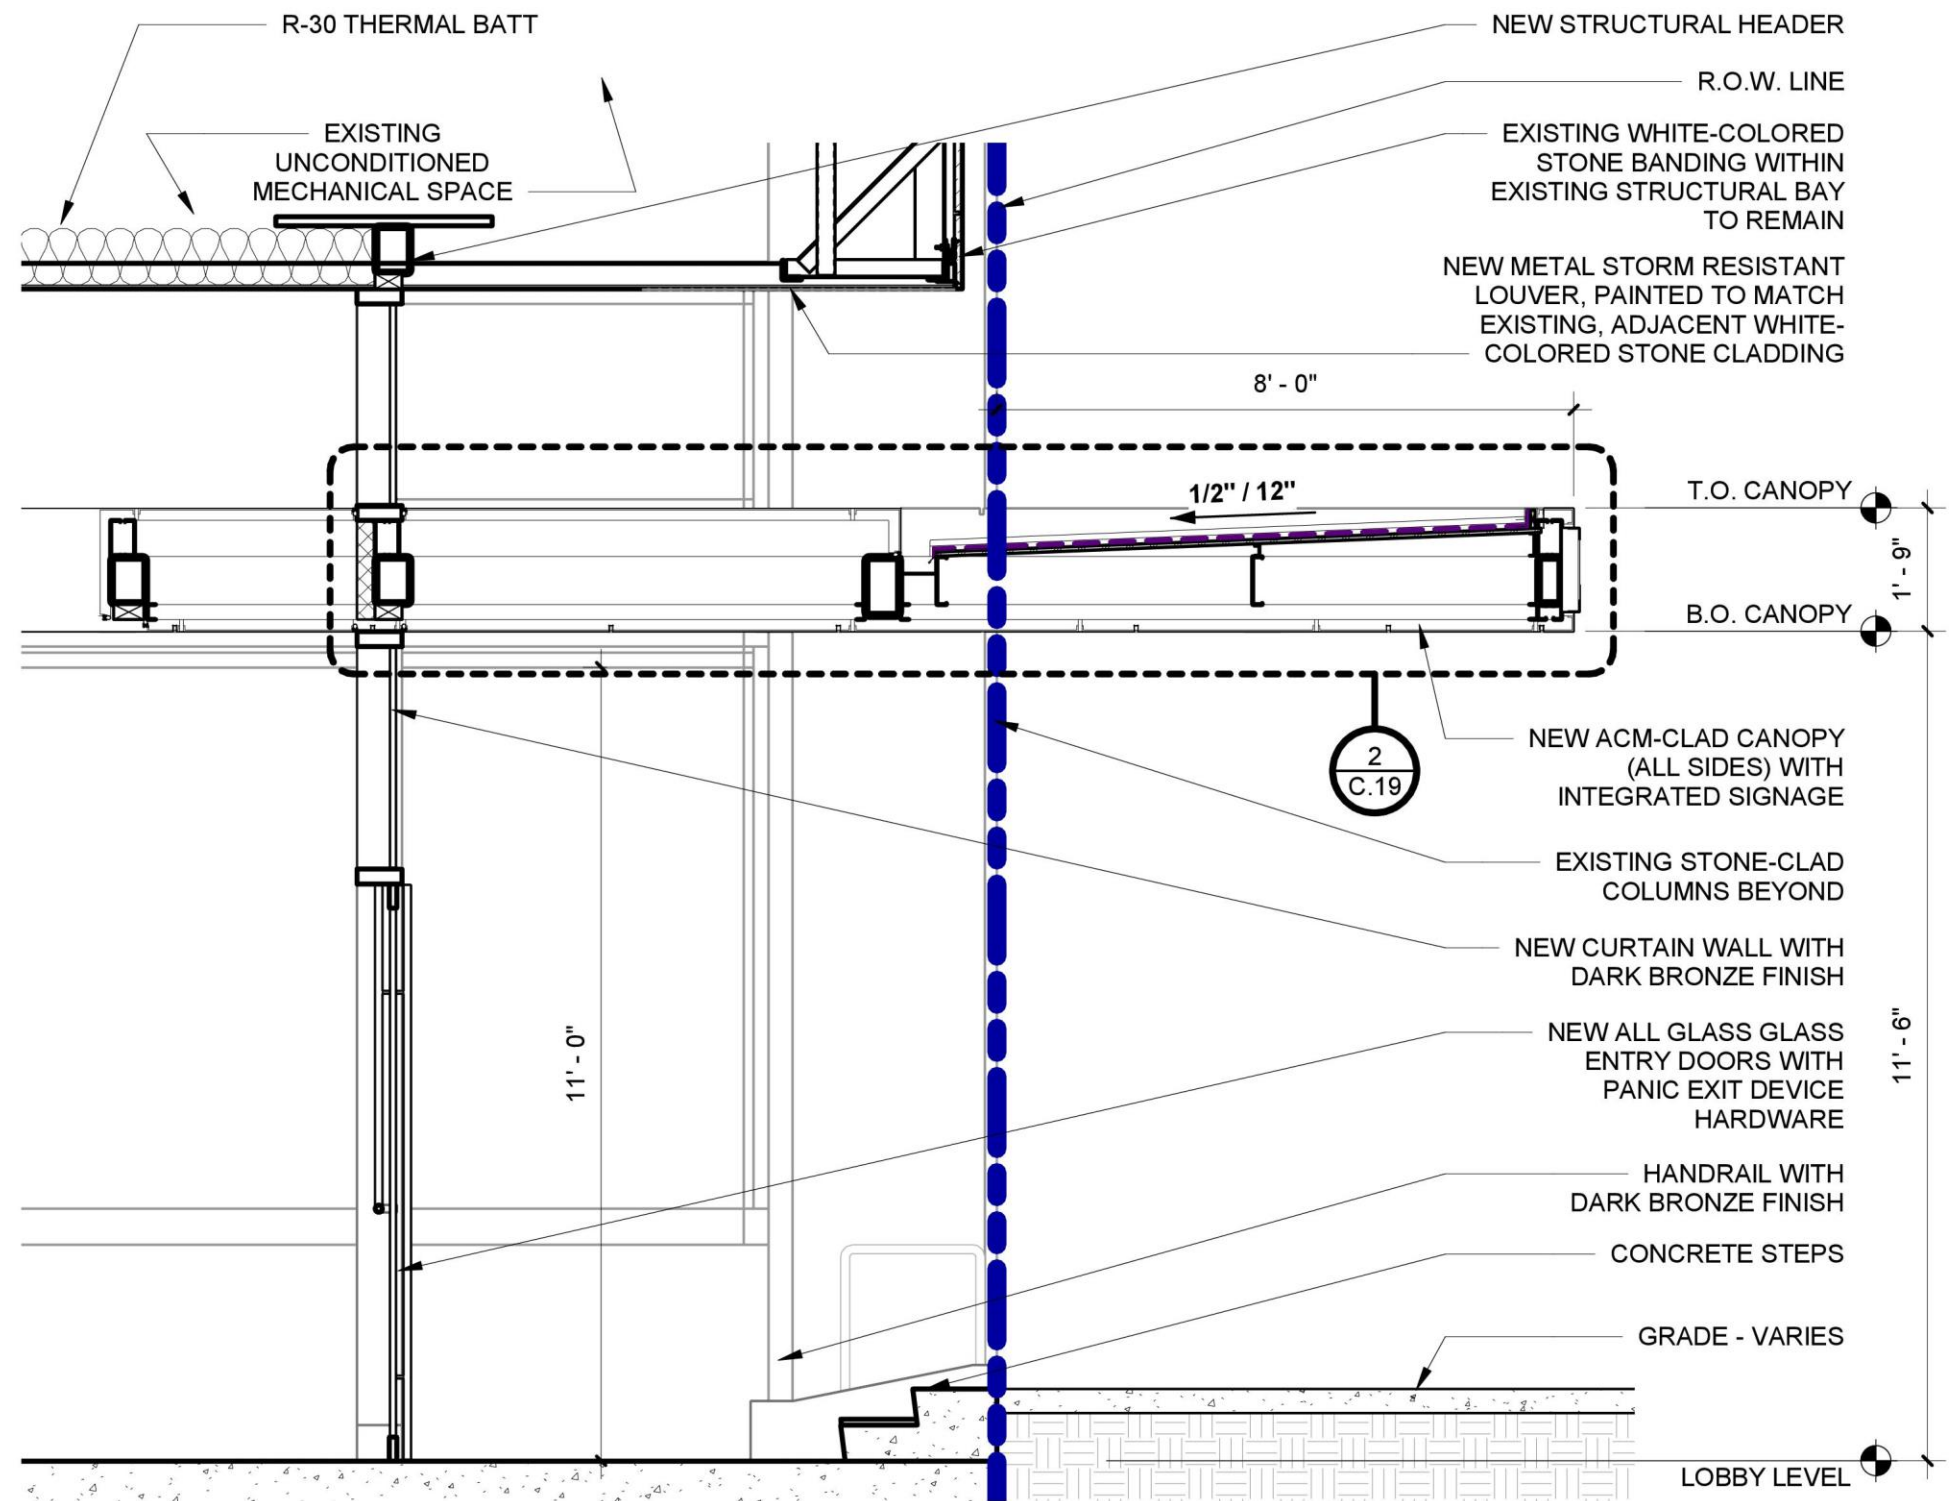 R-30 THERMAL BATT
EXISTING
UNCONDITIONED
MECHANICAL SPACE
NEW STRUCTURAL HEADER
R.O.W. LINE
EXISTING WHITE-COLORED
STONE BANDING WITHIN
EXISTING STRUCTURAL BAY
TO REMAIN
NEW METAL STORM RESISTANT
LOUVER, PAINTED TO MATCH
EXISTING, ADJACENT WHITE-
COLORED STONE CLADDING
8' - 0"
1/2" / 12"
T.O. CANOPY
1' - 9"
B.O. CANOPY
2
C.19
NEW ACM-CLAD CANOPY
(ALL SIDES) WITH
INTEGRATED SIGNAGE
EXISTING STONE-CLAD
COLUMNS BEYOND
NEW CURTAIN WALL WITH
DARK BRONZE FINISH
11' - 0"
NEW ALL GLASS GLASS
ENTRY DOORS WITH
PANIC EXIT DEVICE
HARDWARE
11' - 6"
HANDRAIL WITH
DARK BRONZE FINISH
CONCRETE STEPS
GRADE - VARIES
LOBBY LEVEL